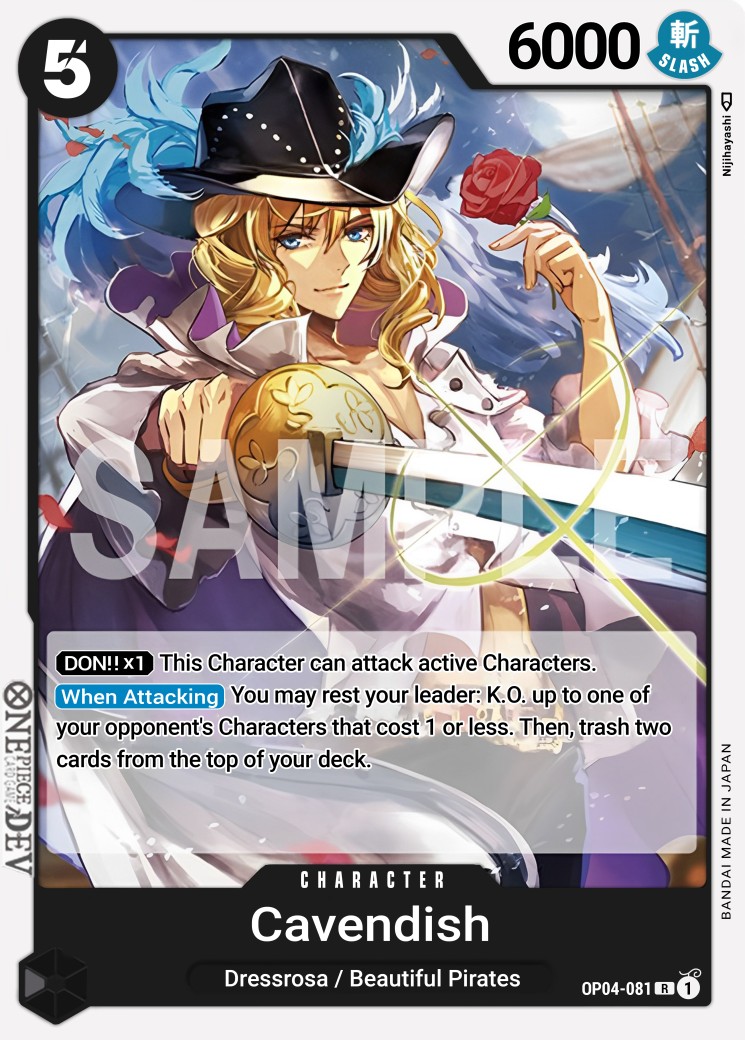 5
6000
斬
SLASH
Nijihayashi
SAMPLE
DON!! x1 This Character can attack active Characters.
When Attacking You may rest your leader: K.O. up to one of
your opponent's Characters that cost 1 or less. Then, trash two
cards from the top of your deck.
ONE PIECE
CARD GAME
DEV
BANDAI MADE IN JAPAN
CHARACTER
Cavendish
Dressrosa / Beautiful Pirates
OP04-081 R 1